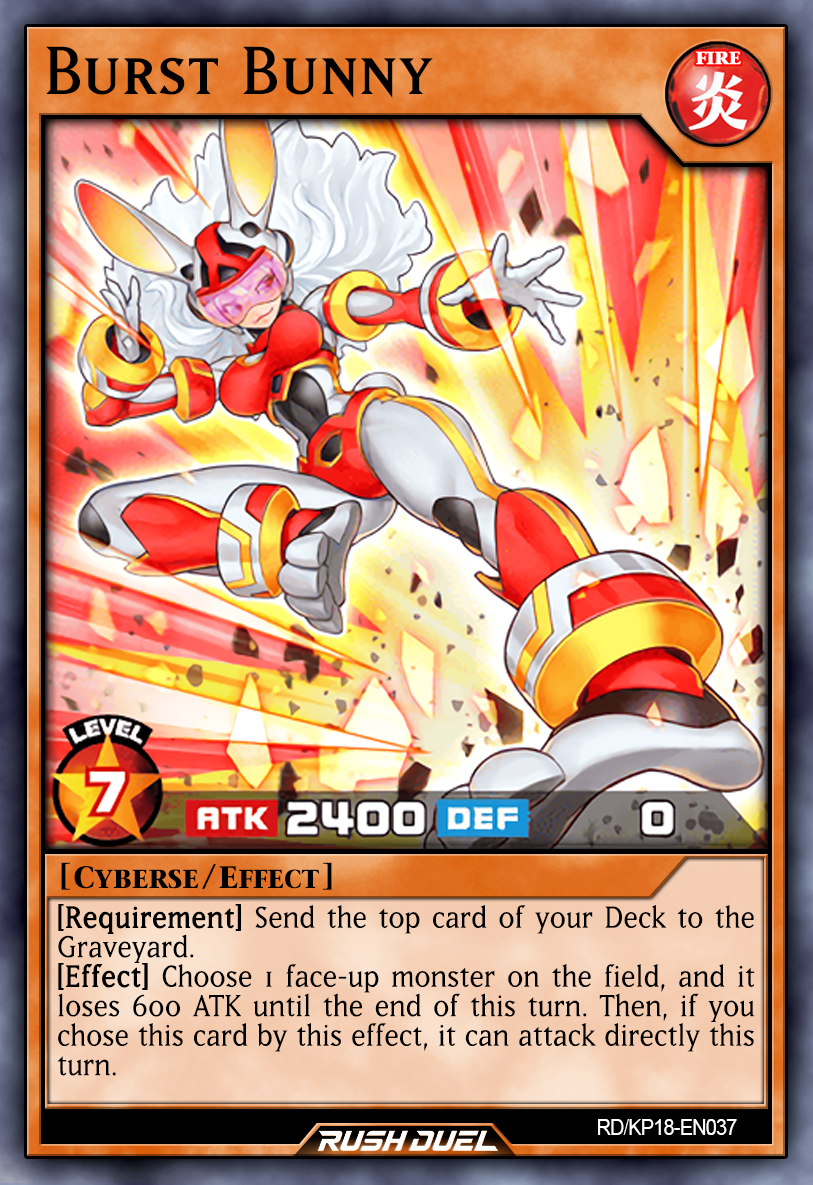 Burst Bunny
FIRE
炎
LEVEL
7
ATK 2400 DEF 0
[Cyberse/Effect]
[Requirement] Send the top card of your Deck to the
Graveyard.
[Effect] Choose 1 face-up monster on the field, and it
loses 600 ATK until the end of this turn. Then, if you
chose this card by this effect, it can attack directly this
turn.
RD/KP18-EN037
RUSH DUEL